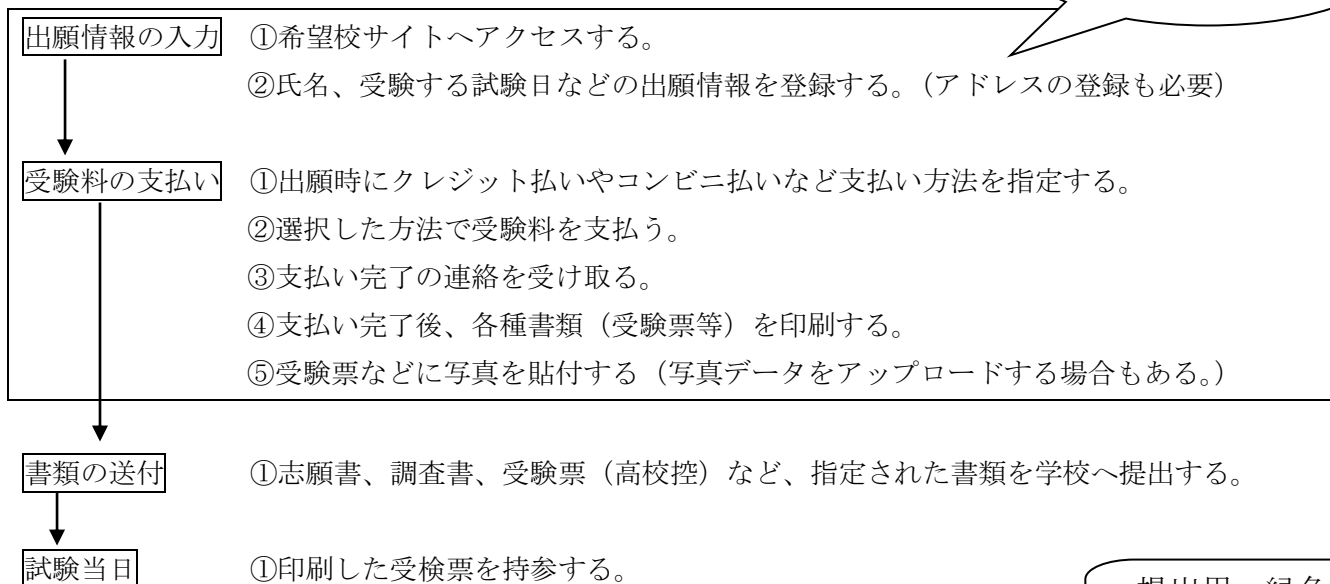 出願情報の入力 ①希望校サイトへアクセスする。
②氏名、受験する試験日などの出願情報を登録する。（アドレスの登録も必要）
受験料の支払い ①出願時にクレジット払いやコンビニ払いなど支払い方法を指定する。
②選択した方法で受験料を支払う。
③支払い完了の連絡を受け取る。
④支払い完了後、各種書類（受験票等）を印刷する。
⑤受験票などに写真を貼付する（写真データをアップロードする場合もある。）
書類の送付 ①志願書、調査書、受験票（高校控）など、指定された書類を学校へ提出する。
試験当日 ①印刷した受検票を持参する。